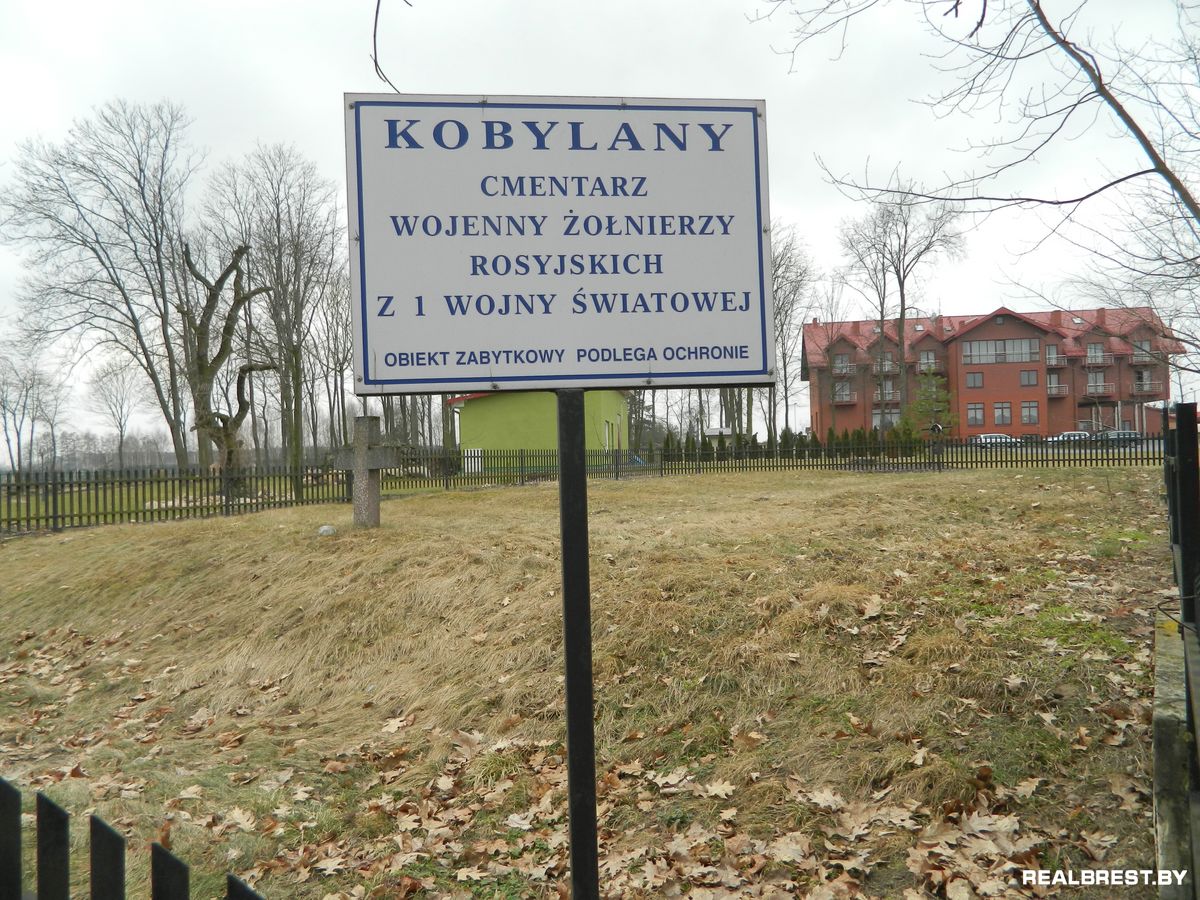 KOBYLANY
CMENTARZ
WOJENNY ŻOŁNIERZY
ROSYJSKICH
Z 1 WOJNY ŚWIATOWEJ
OBIEKT ZABYTKOWY PODLEGA OCHRONIE
REALBREST.BY